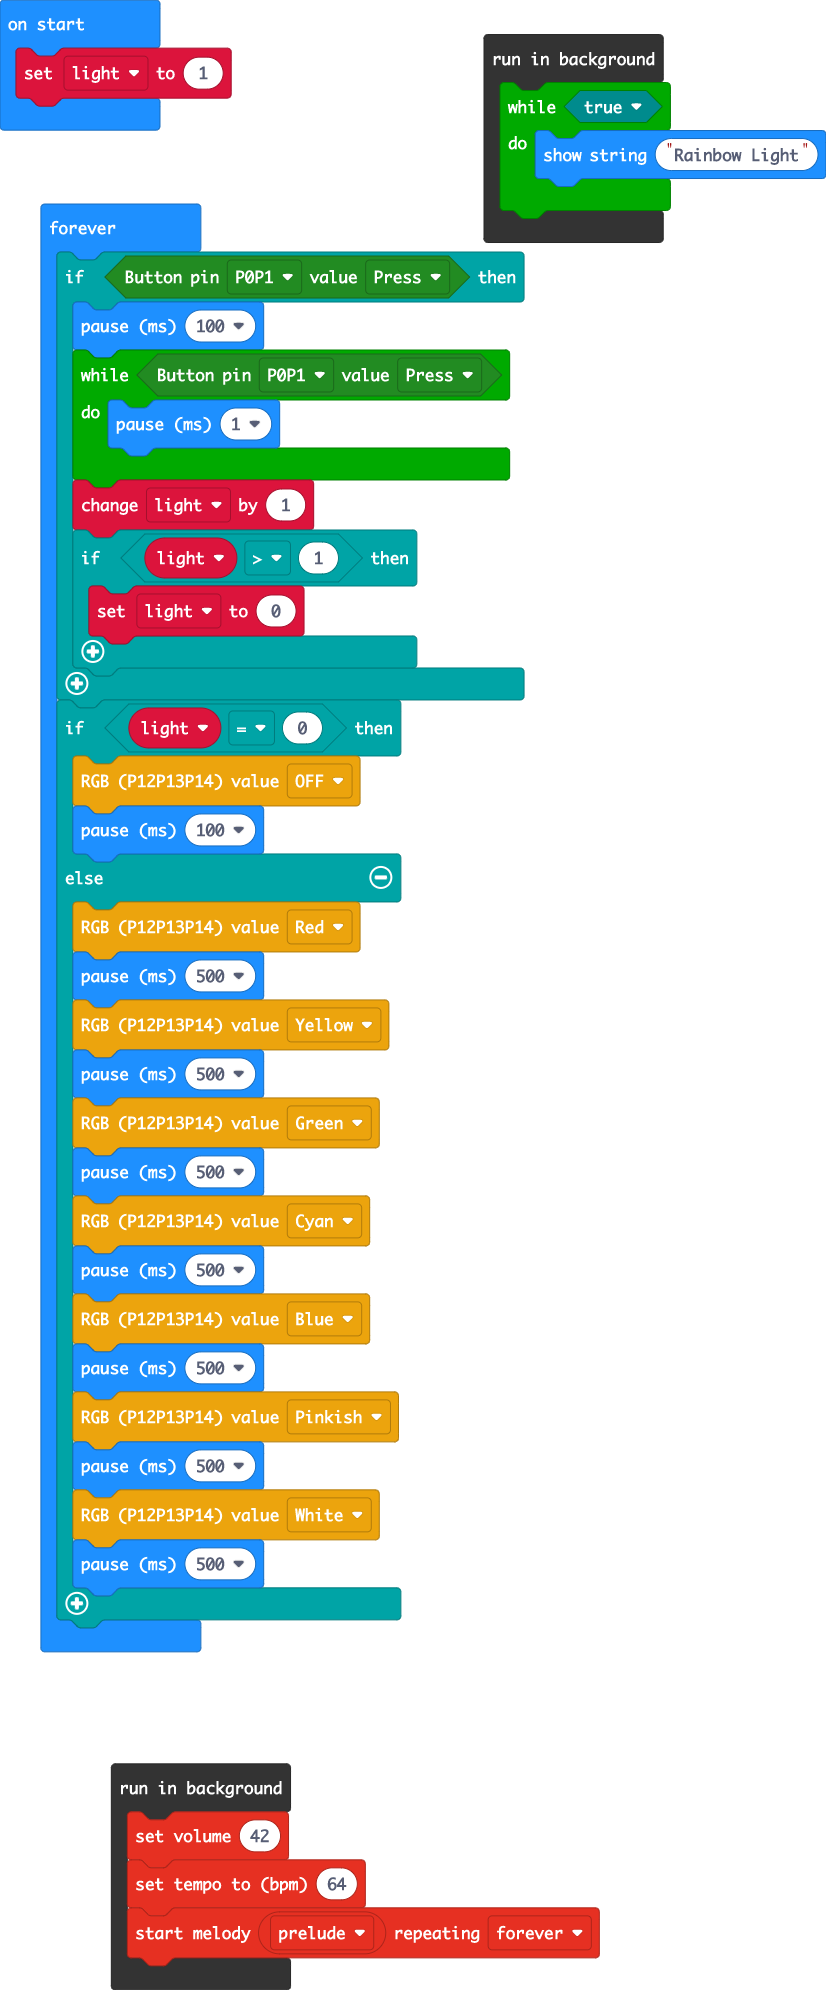 on start
set light to 1
run in background
while true
do show string "Rainbow Light"
forever
if Button pin P0P1 value Press then
pause (ms) 100
while Button pin P0P1 value Press
do pause (ms) 1
change light by 1
if light > 1 then
set light to 0
if light = 0 then
RGB (P12P13P14) value OFF
pause (ms) 100
else
RGB (P12P13P14) value Red
pause (ms) 500
RGB (P12P13P14) value Yellow
pause (ms) 500
RGB (P12P13P14) value Green
pause (ms) 500
RGB (P12P13P14) value Cyan
pause (ms) 500
RGB (P12P13P14) value Blue
pause (ms) 500
RGB (P12P13P14) value Pinkish
pause (ms) 500
RGB (P12P13P14) value White
pause (ms) 500
run in background
set volume 42
set tempo to (bpm) 64
start melody prelude repeating forever